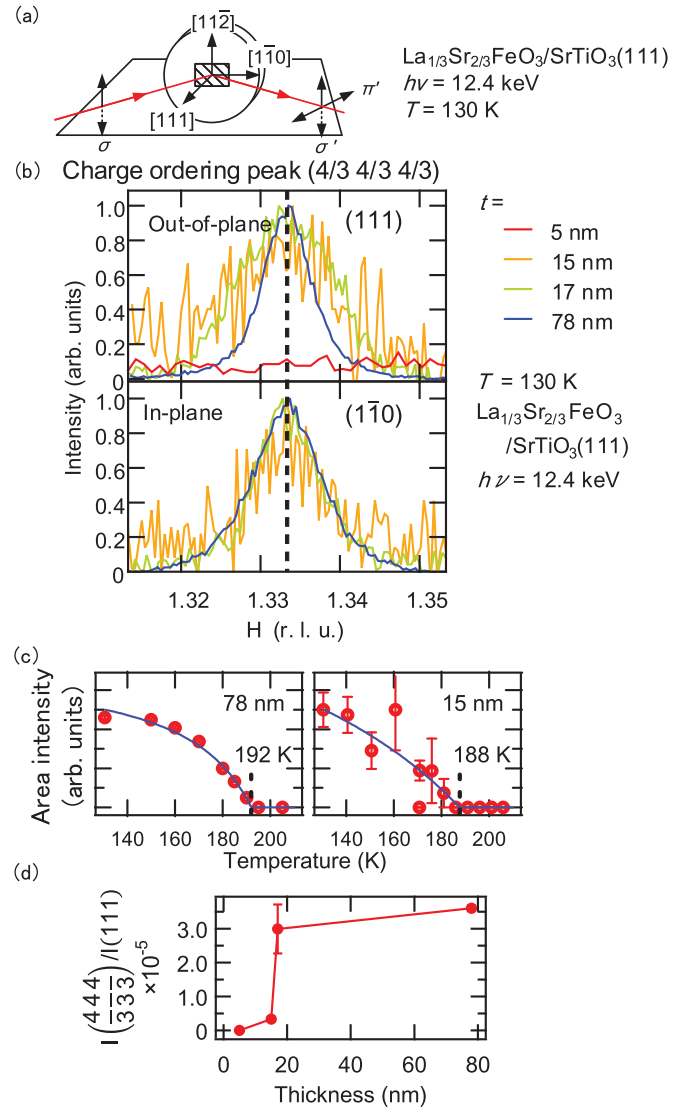 (a)
[112̄]
[11̄0]
[111]
σ
σ′
π′
La1/3Sr2/3FeO3/SrTiO3(111)
hν = 12.4 keV
T = 130 K
(b) Charge ordering peak (4/3 4/3 4/3)
Out-of-plane
(111)
1.0
0.8
0.6
0.4
0.2
0
In-plane
(11̄0)
1.0
0.8
0.6
0.4
0.2
0
Intensity (arb. units)
1.32 1.33 1.34 1.35
H (r. l. u.)
t =
5 nm
15 nm
17 nm
78 nm
T = 130 K
La1/3Sr2/3FeO3
/SrTiO3(111)
hν = 12.4 keV
(c)
Area intensity
(arb. units)
78 nm
192 K
140 160 180 200
15 nm
188 K
140 160 180 200
Temperature (K)
(d)
I(4/3 4/3 4/3)/I(111)
×10-5
3.0
2.0
1.0
0
0 20 40 60 80
Thickness (nm)